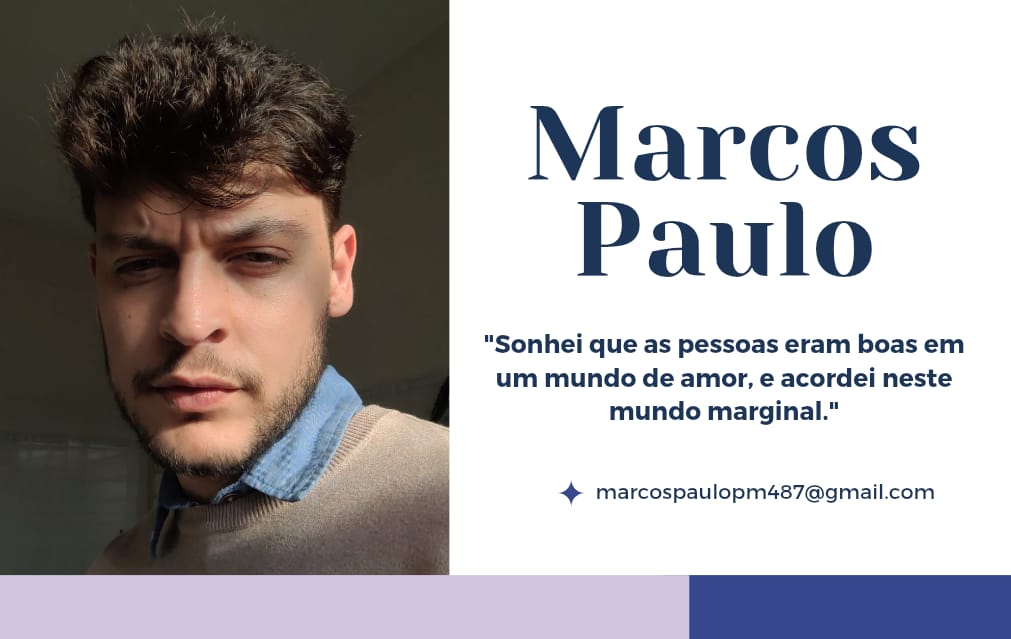 Marcos
Paulo
"Sonhei que as pessoas eram boas em
um mundo de amor, e acordei neste
mundo marginal."
marcospaulopm487@gmail.com